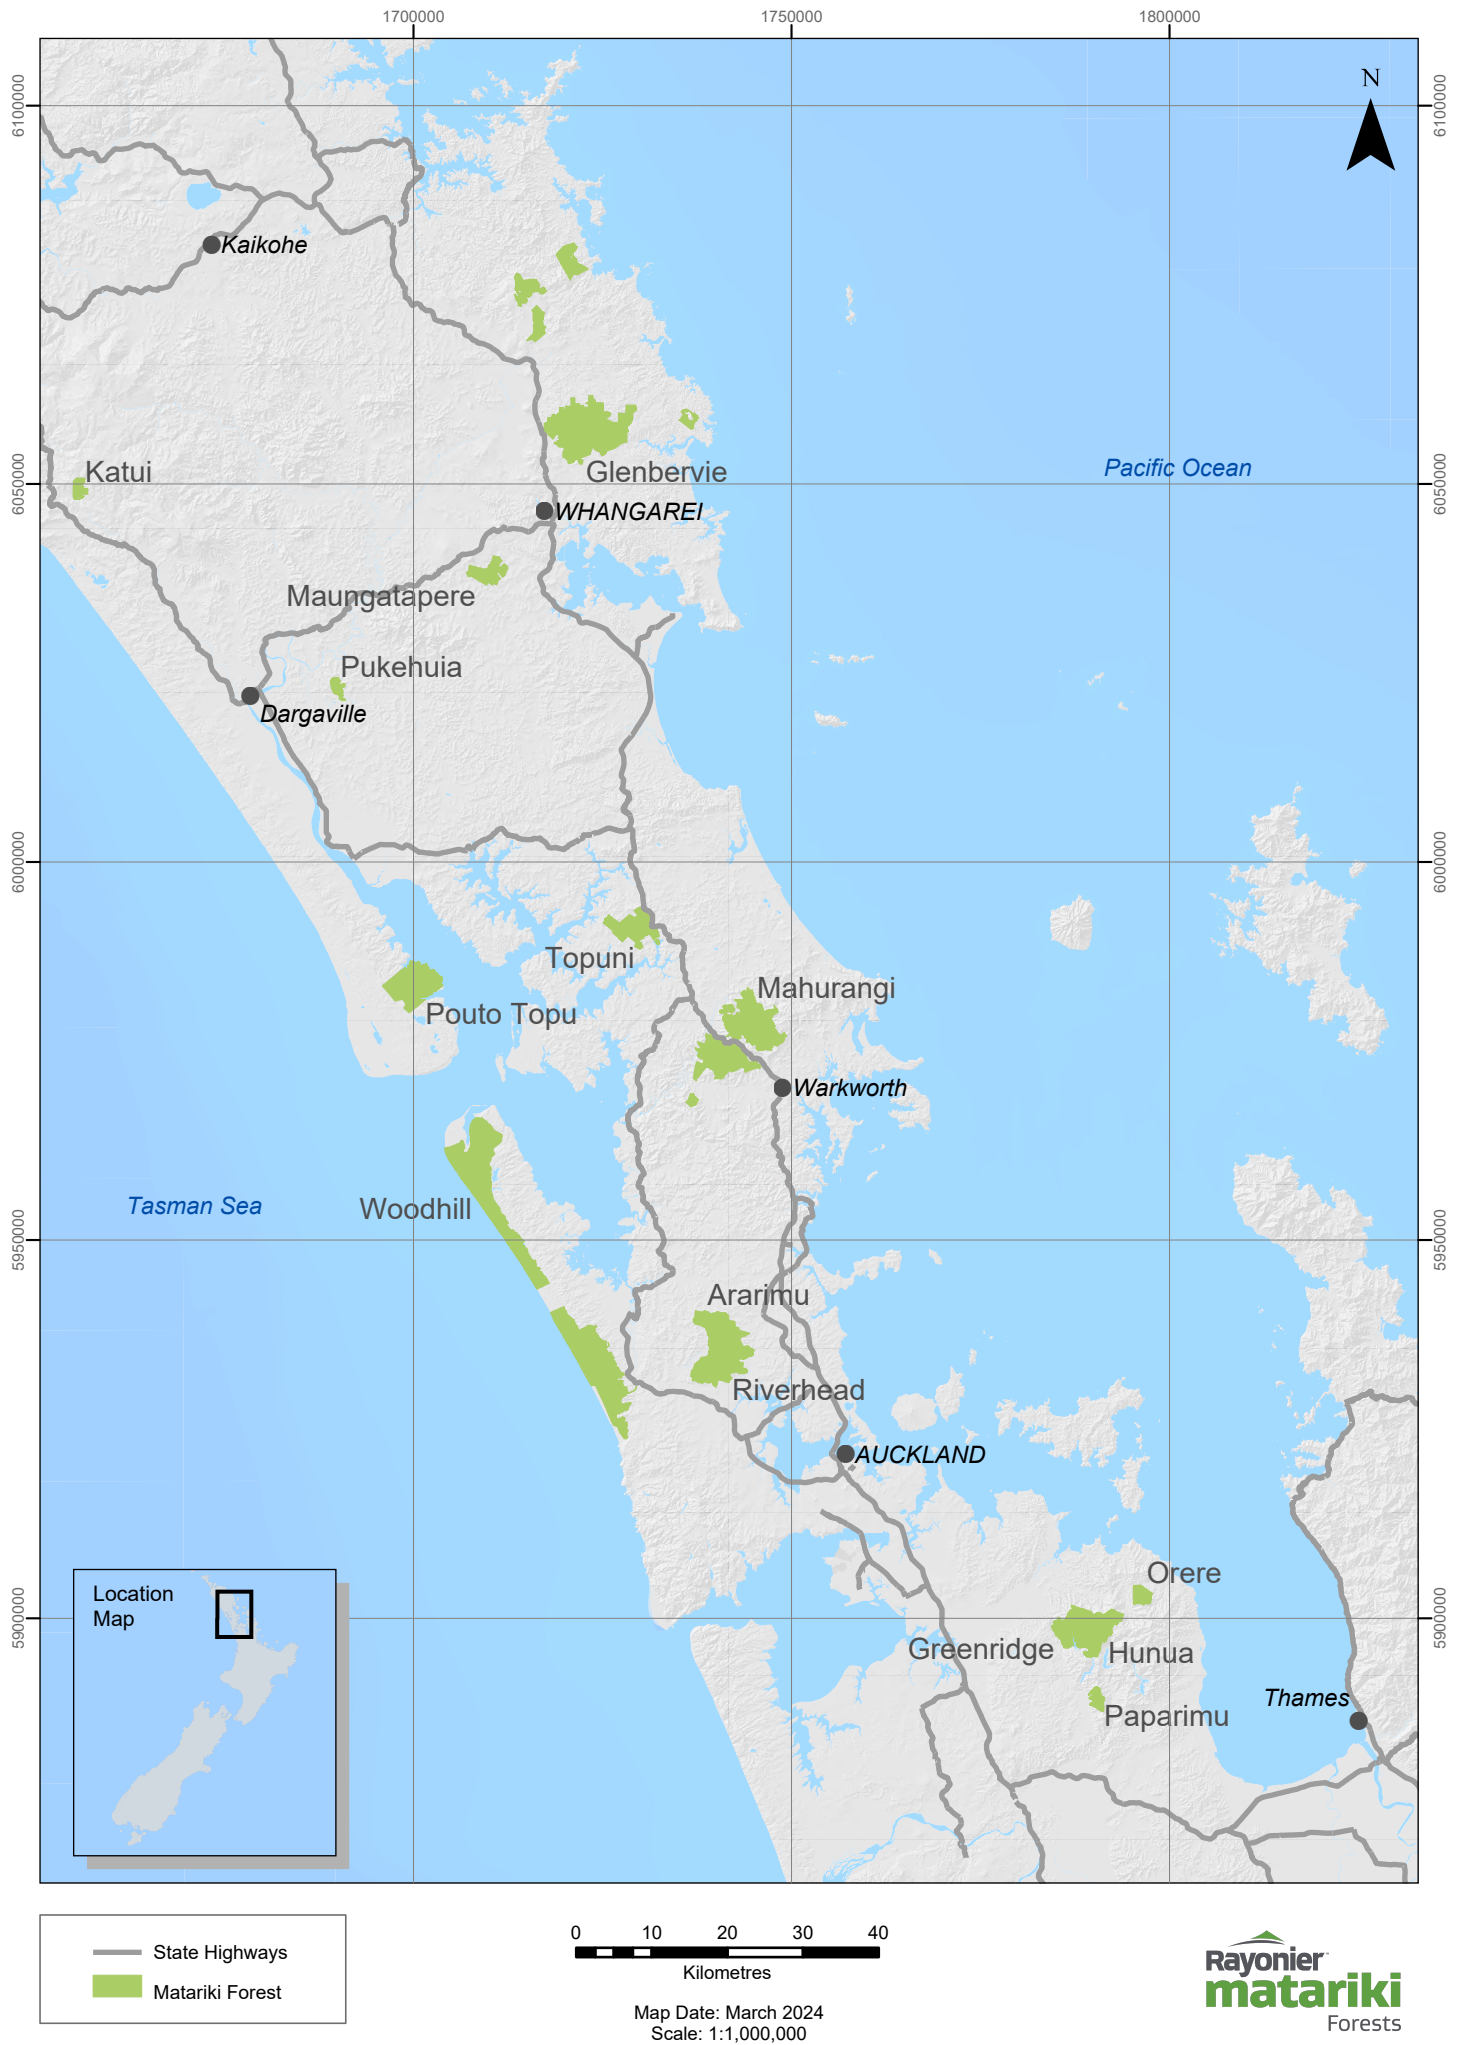 1700000
1750000
1800000
6100000
6100000
N
Kaikohe
Pacific Ocean
Katui
Glenbervie
6050000
6050000
WHANGAREI
Maungatapere
Pukehuia
Dargaville
6000000
6000000
Topuni
Mahurangi
Pouto Topu
Warkworth
Tasman Sea
Woodhill
5950000
5950000
Ararimu
Riverhead
AUCKLAND
Orere
Location
Map
5900000
5900000
Greenridge
Hunua
Thames
Paparimu
0 10 20 30 40
Kilometres
State Highways
Matariki Forest
Map Date: March 2024
Scale: 1:1,000,000
Rayonier
matariki
Forests